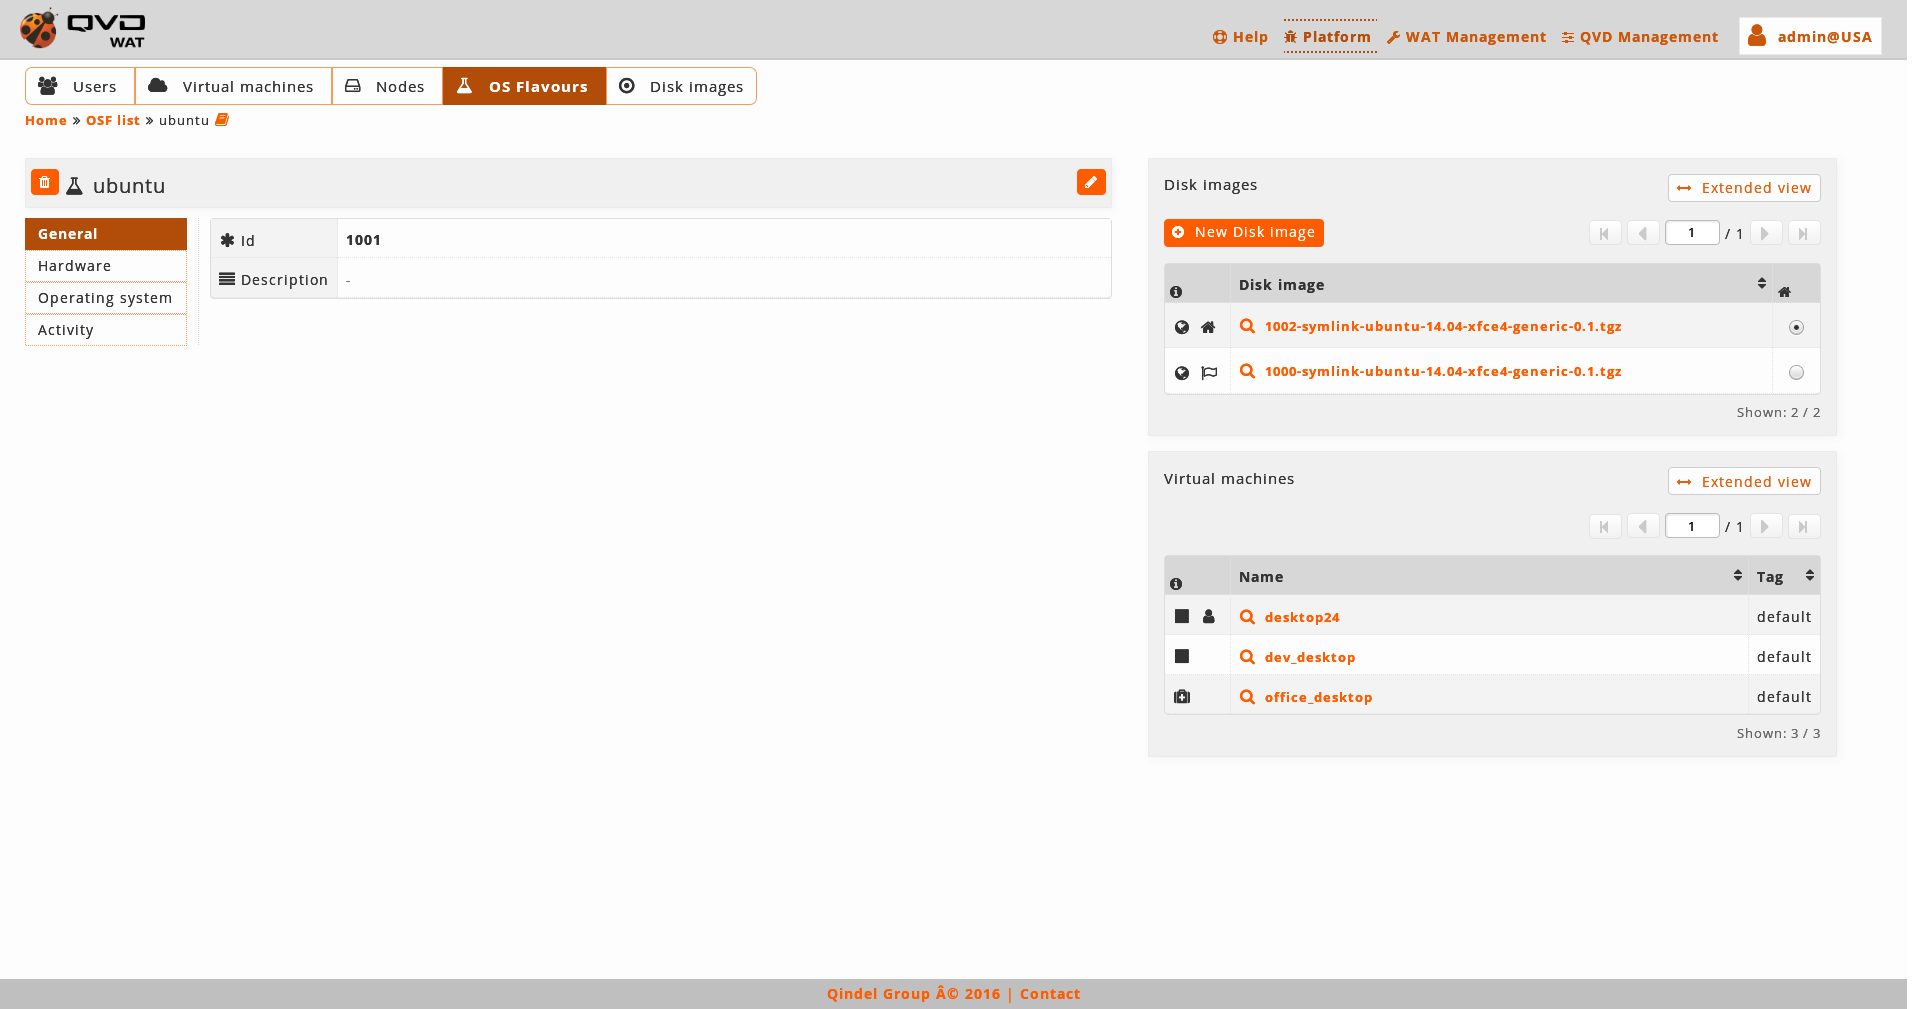 QVD
WAT
Help Platform WAT Management QVD Management admin@USA
Users Virtual machines Nodes OS Flavours Disk images
Home » OSF list » ubuntu
ubuntu
General
Hardware
Operating system
Activity
Id 1001
Description -
Disk images
Extended view
New Disk image
1 / 1
Disk image
1002-symlink-ubuntu-14.04-xfce4-generic-0.1.tgz
1000-symlink-ubuntu-14.04-xfce4-generic-0.1.tgz
Shown: 2 / 2
Virtual machines
Extended view
1 / 1
Name Tag
desktop24 default
dev_desktop default
office_desktop default
Shown: 3 / 3
Qindel Group Â© 2016 | Contact